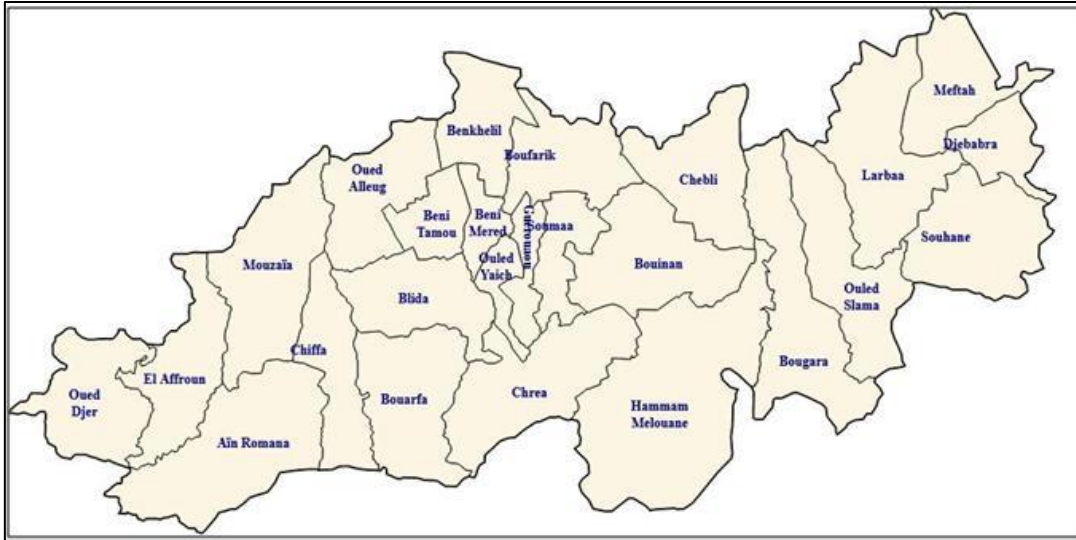 Meftah
Benkhelil
Djebabra
Boufarik
Oued
Alleug
Larbaa
Chebli
Beni
Tamou
Beni
Mered
Guerrouaou
Soumaa
Souhane
Mouzaïa
Ouled
Yaich
Bouinan
Ouled
Slama
Blida
Chiffa
El Affroun
Bougara
Oued
Djer
Bouarfa
Chrea
Hammam
Melouane
Aïn Romana